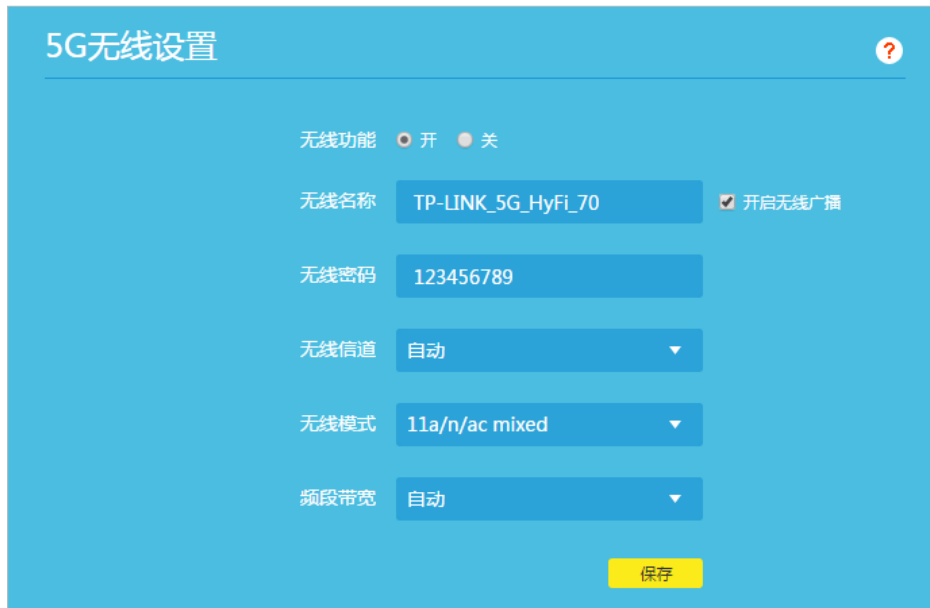 5G无线设置
?
无线功能 开 关
无线名称 TP-LINK_5G_HyFi_70 开启无线广播
无线密码 123456789
无线信道 自动
无线模式 11a/n/ac mixed
频段带宽 自动
保存